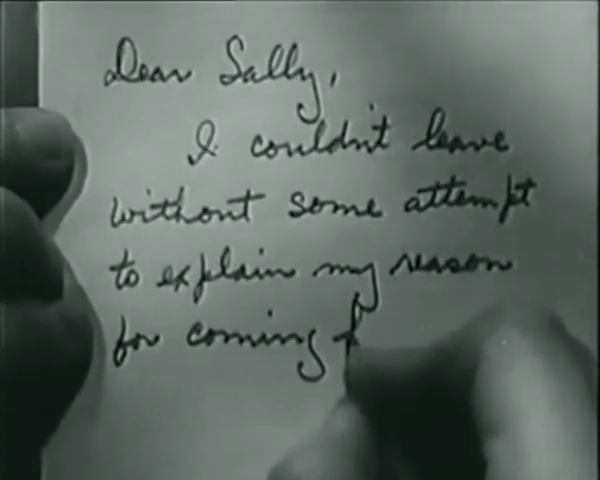 Dear Sally,
I couldn't leave
without some attempt
to explain my reason
for coming